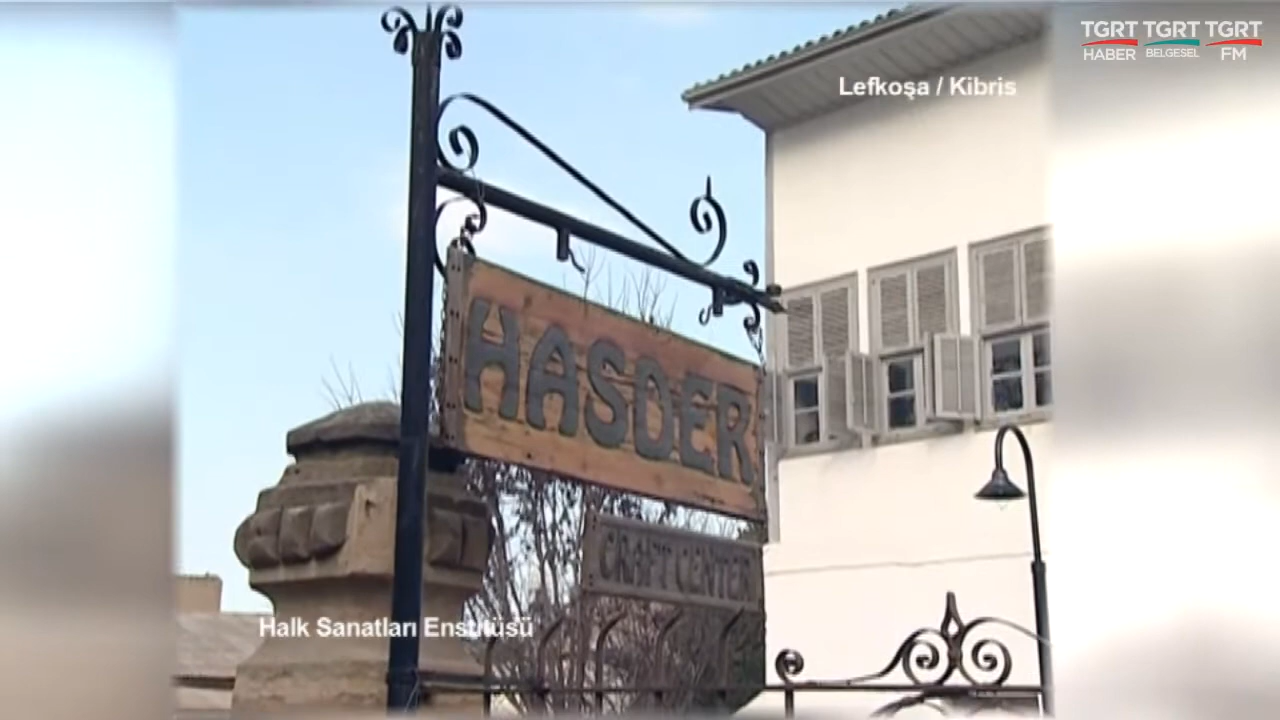 TGRT TGRT TGRT
HABER BELGESEL FM
Lefkoşa / Kibris
HASDER
CRAFT CENTER
Halk Sanatları Enstitüsü